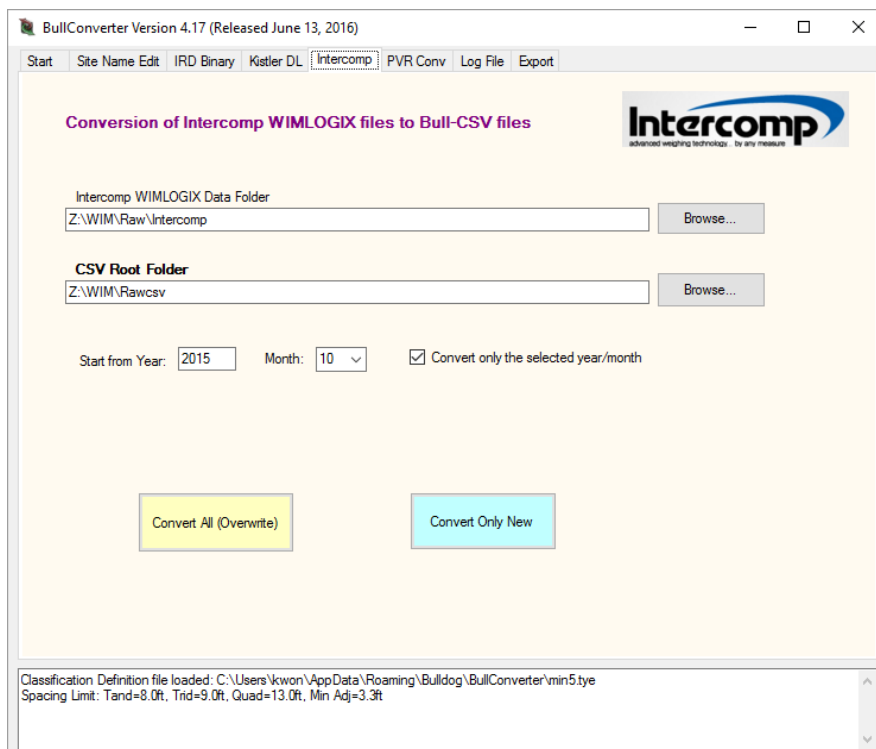 BullConverter Version 4.17 (Released June 13, 2016)
Start Site Name Edit IRD Binary Kistler DL Intercomp PVR Conv Log File Export
Conversion of Intercomp WIMLOGIX files to Bull-CSV files
Intercomp
advanced weighing technology... by any measure
Intercomp WIMLOGIX Data Folder
Z:\WIM\Raw\Intercomp Browse...
CSV Root Folder
Z:\WIM\Rawcsv Browse...
Start from Year: 2015 Month: 10 Convert only the selected year/month
Convert All (Overwrite) Convert Only New
Classification Definition file loaded: C:\Users\kwon\AppData\Roaming\Bulldog\BullConverter\min5.tye
Spacing Limit: Tand=8.0ft, Trid=9.0ft, Quad=13.0ft, Min Adj=3.3ft